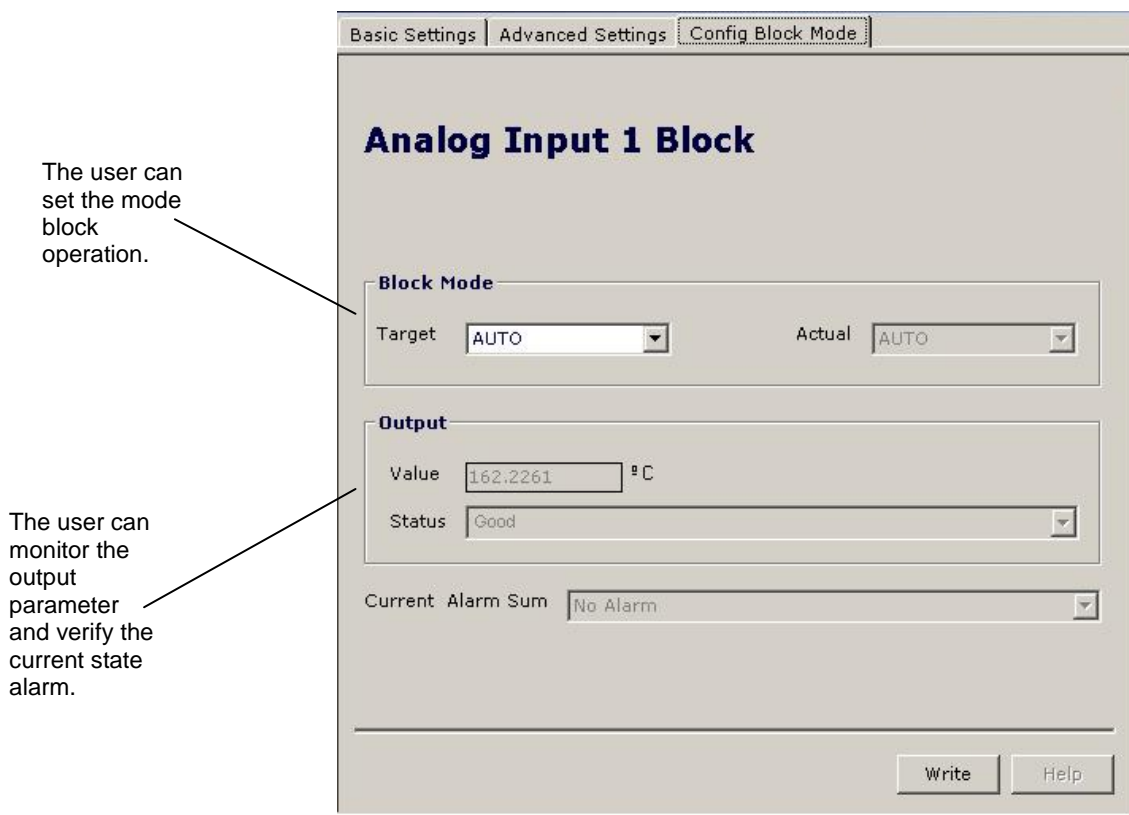 Basic Settings Advanced Settings Config Block Mode
Analog Input 1 Block
The user can
set the mode
block
operation.
Block Mode
Target AUTO Actual AUTO
Output
Value 162.2261 ºC
Status Good
The user can
monitor the
output
parameter
and verify the
current state
alarm.
Current Alarm Sum No Alarm
Write Help